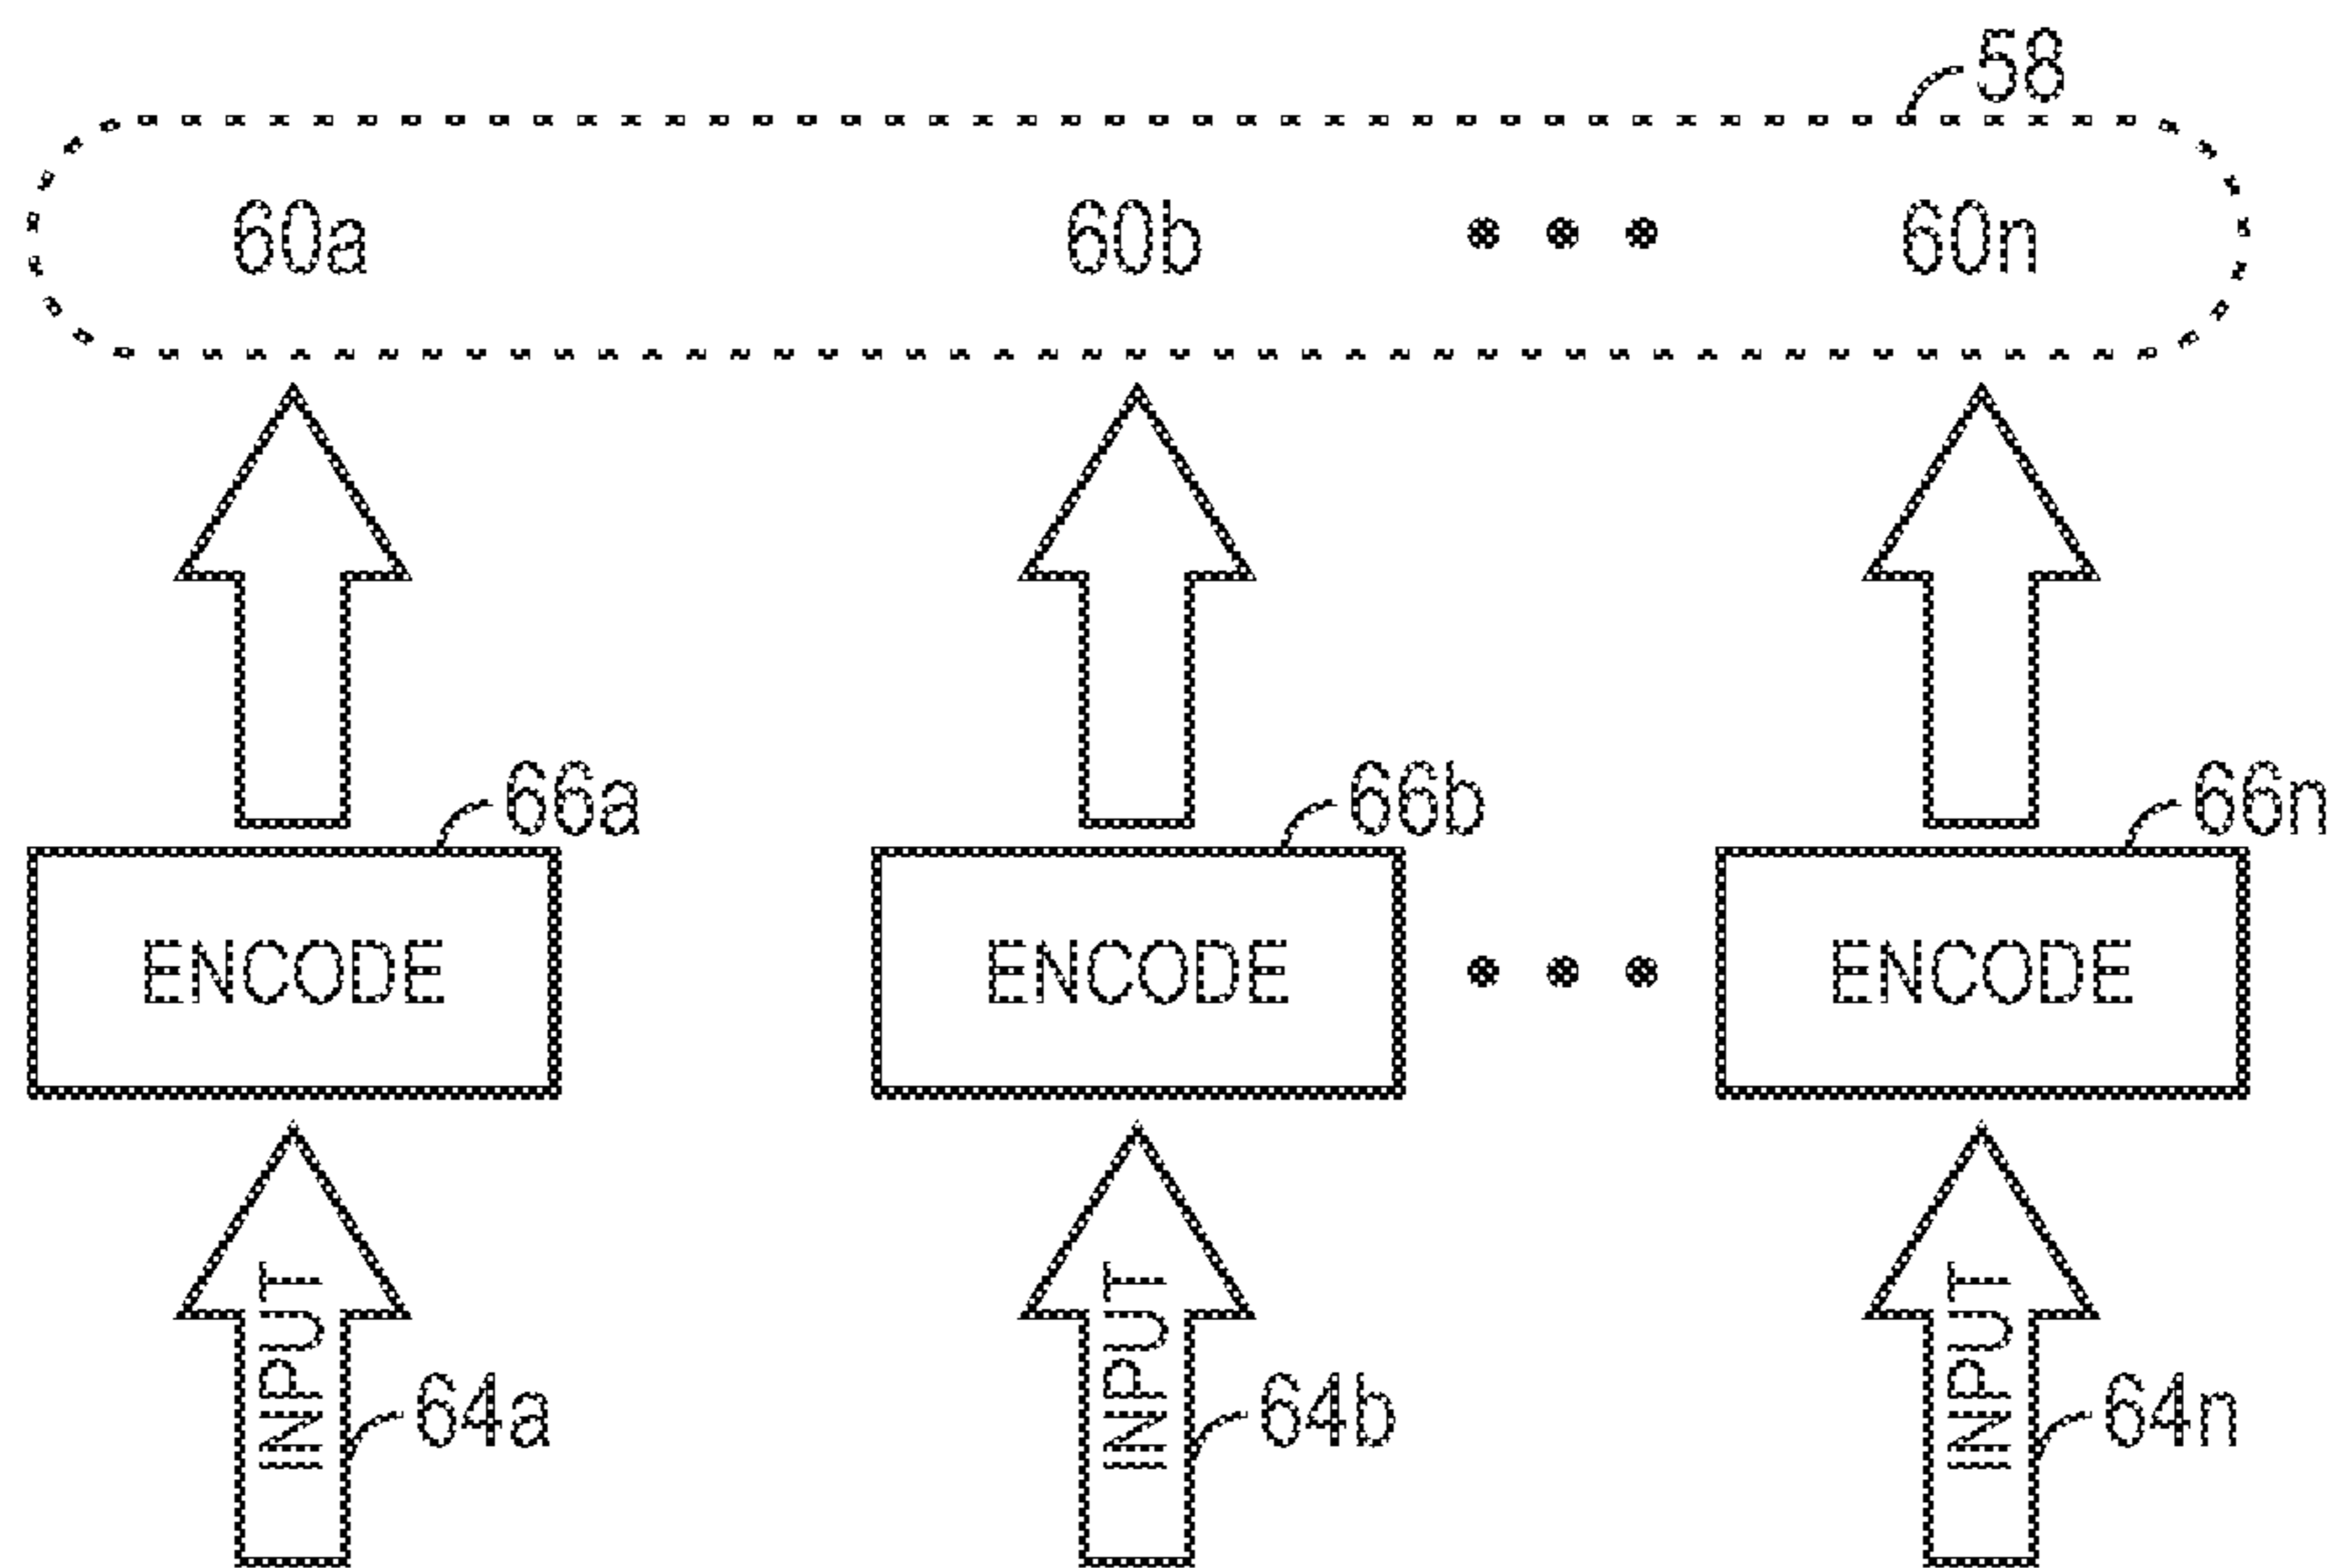 58
60a 60b • • • 60n
66a 66b 66n
ENCODE ENCODE • • • ENCODE
INPUT INPUT INPUT
64a 64b 64n